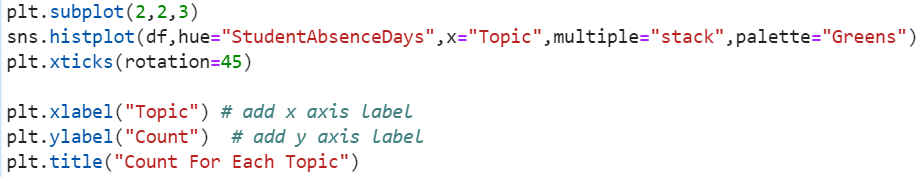 plt.subplot(2,2,3)
sns.histplot(df,hue="StudentAbsenceDays",x="Topic",multiple="stack",palette="Greens")
plt.xticks(rotation=45)
plt.xlabel("Topic") # add x axis label
plt.ylabel("Count")  # add y axis label
plt.title("Count For Each Topic")